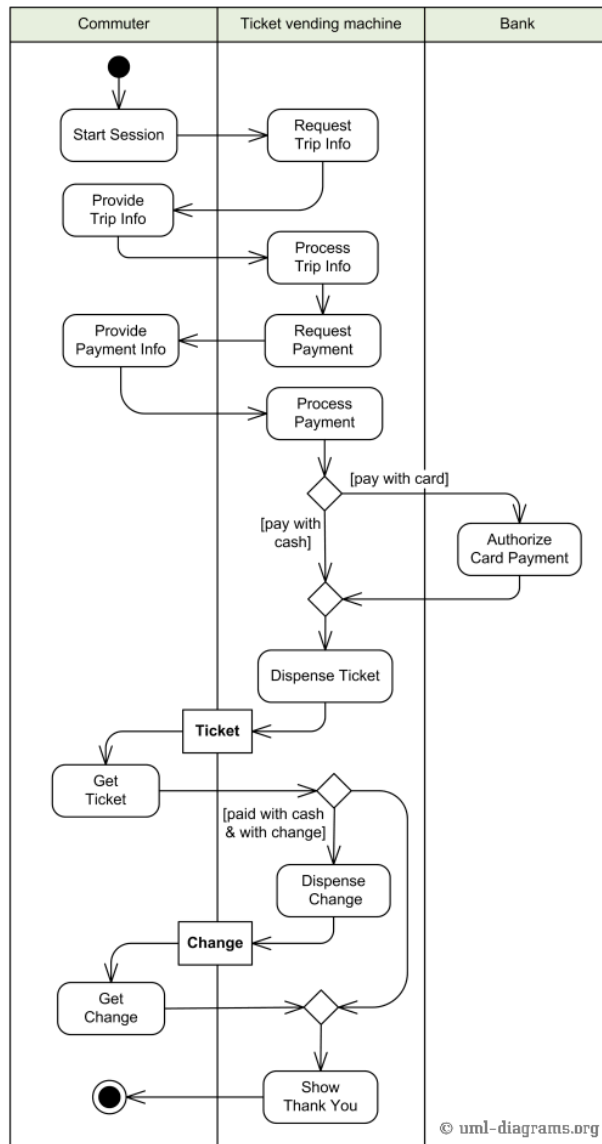 Commuter
Ticket vending machine
Bank
Start Session
Request
Trip Info
Provide
Trip Info
Process
Trip Info
Provide
Payment Info
Request
Payment
Process
Payment
[pay with card]
[pay with
cash]
Authorize
Card Payment
Dispense Ticket
Ticket
Get
Ticket
[paid with cash
& with change]
Dispense
Change
Change
Get
Change
Show
Thank You
© uml-diagrams.org